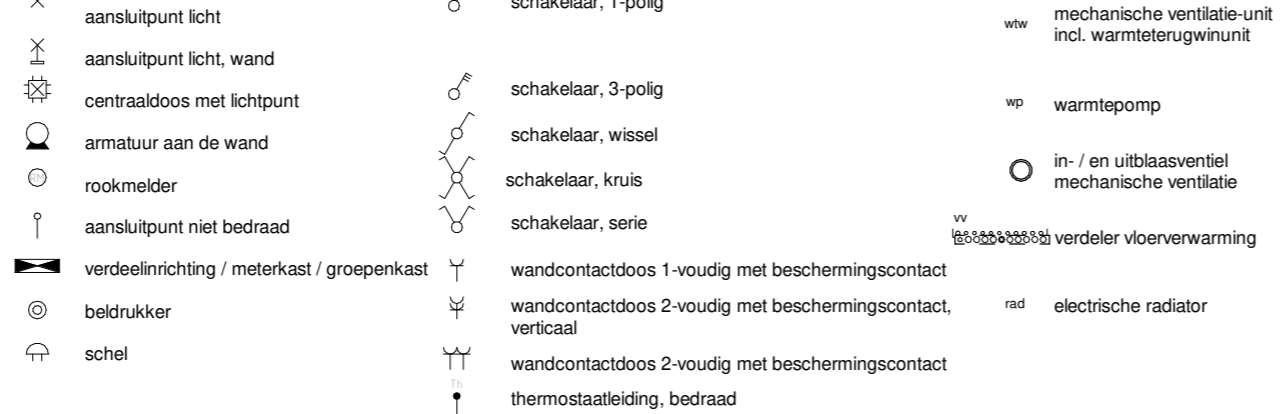 aansluitpunt licht
aansluitpunt licht, wand
centraaldoos met lichtpunt
armatuur aan de wand
RM
rookmelder
aansluitpunt niet bedraad
verdeelinrichting / meterkast / groepenkast
beldrukker
schel
schakelaar, 1-polig
schakelaar, 3-polig
schakelaar, wissel
schakelaar, kruis
schakelaar, serie
wandcontactdoos 1-voudig met beschermingscontact
wandcontactdoos 2-voudig met beschermingscontact,
verticaal
wandcontactdoos 2-voudig met beschermingscontact
Th
thermostaatleiding, bedraad
wtw
mechanische ventilatie-unit
incl. warmteterugwinunit
wp
warmtepomp
in- / en uitblaasventiel
mechanische ventilatie
vv
verdeler vloerverwarming
rad
electrische radiator